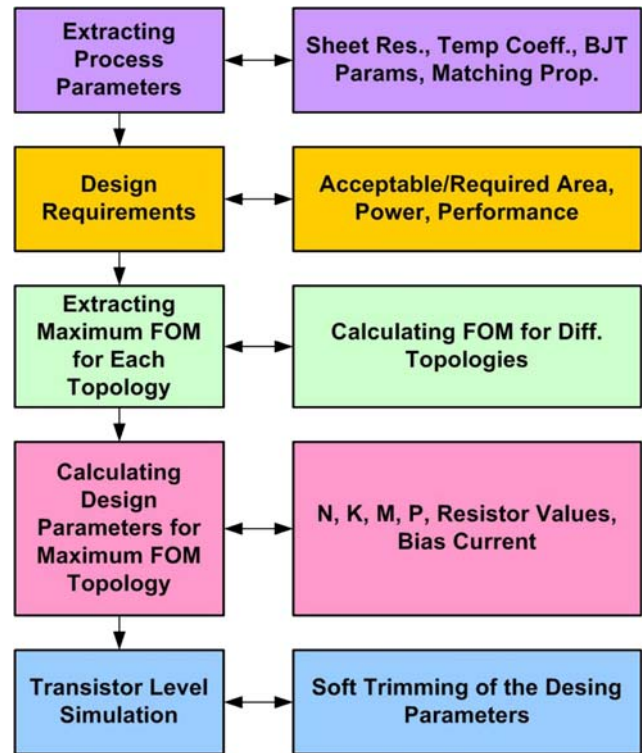 Extracting
Process
Parameters
Sheet Res., Temp Coeff., BJT
Params, Matching Prop.
Design
Requirements
Acceptable/Required Area,
Power, Performance
Extracting
Maximum FOM
for Each
Topology
Calculating FOM for Diff.
Topologies
Calculating
Design
Parameters for
Maximum FOM
Topology
N, K, M, P, Resistor Values,
Bias Current
Transistor Level
Simulation
Soft Trimming of the Desing
Parameters